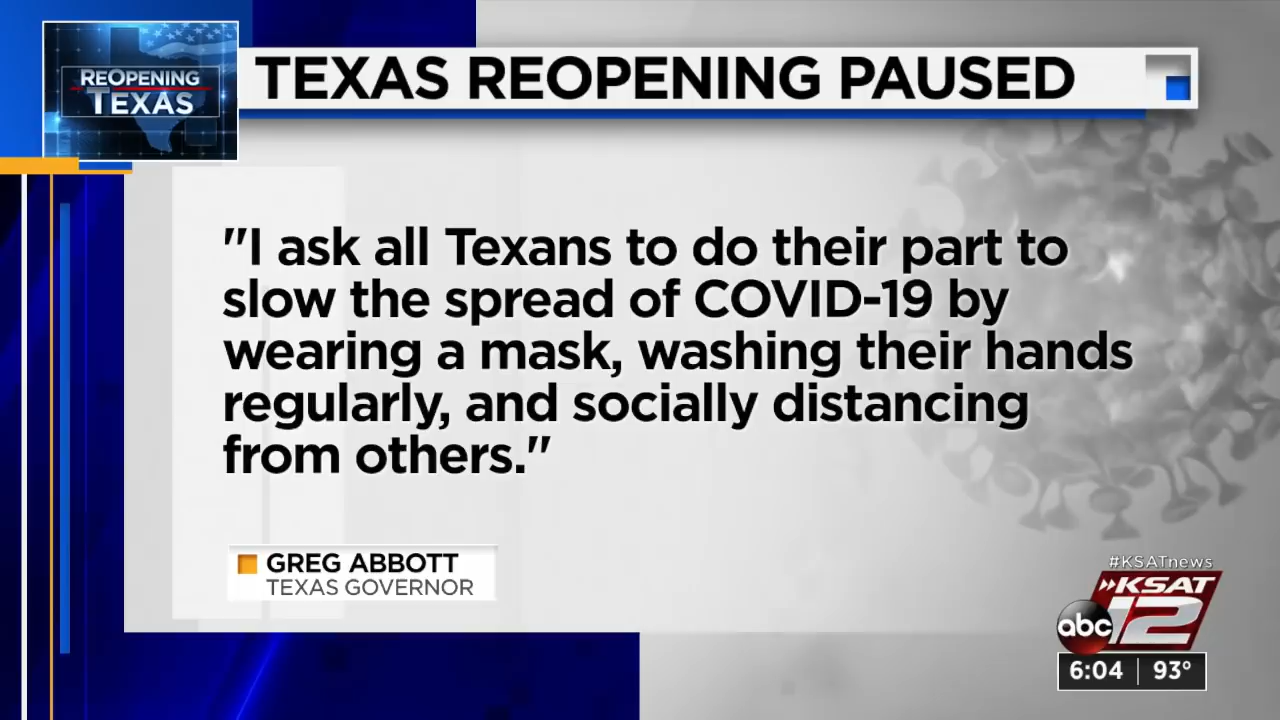 REOPENING
TEXAS
TEXAS REOPENING PAUSED
"I ask all Texans to do their part to
slow the spread of COVID-19 by
wearing a mask, washing their hands
regularly, and socially distancing
from others."
GREG ABBOTT
TEXAS GOVERNOR
#KSATnews
KSAT
abc 12
6:04 93°